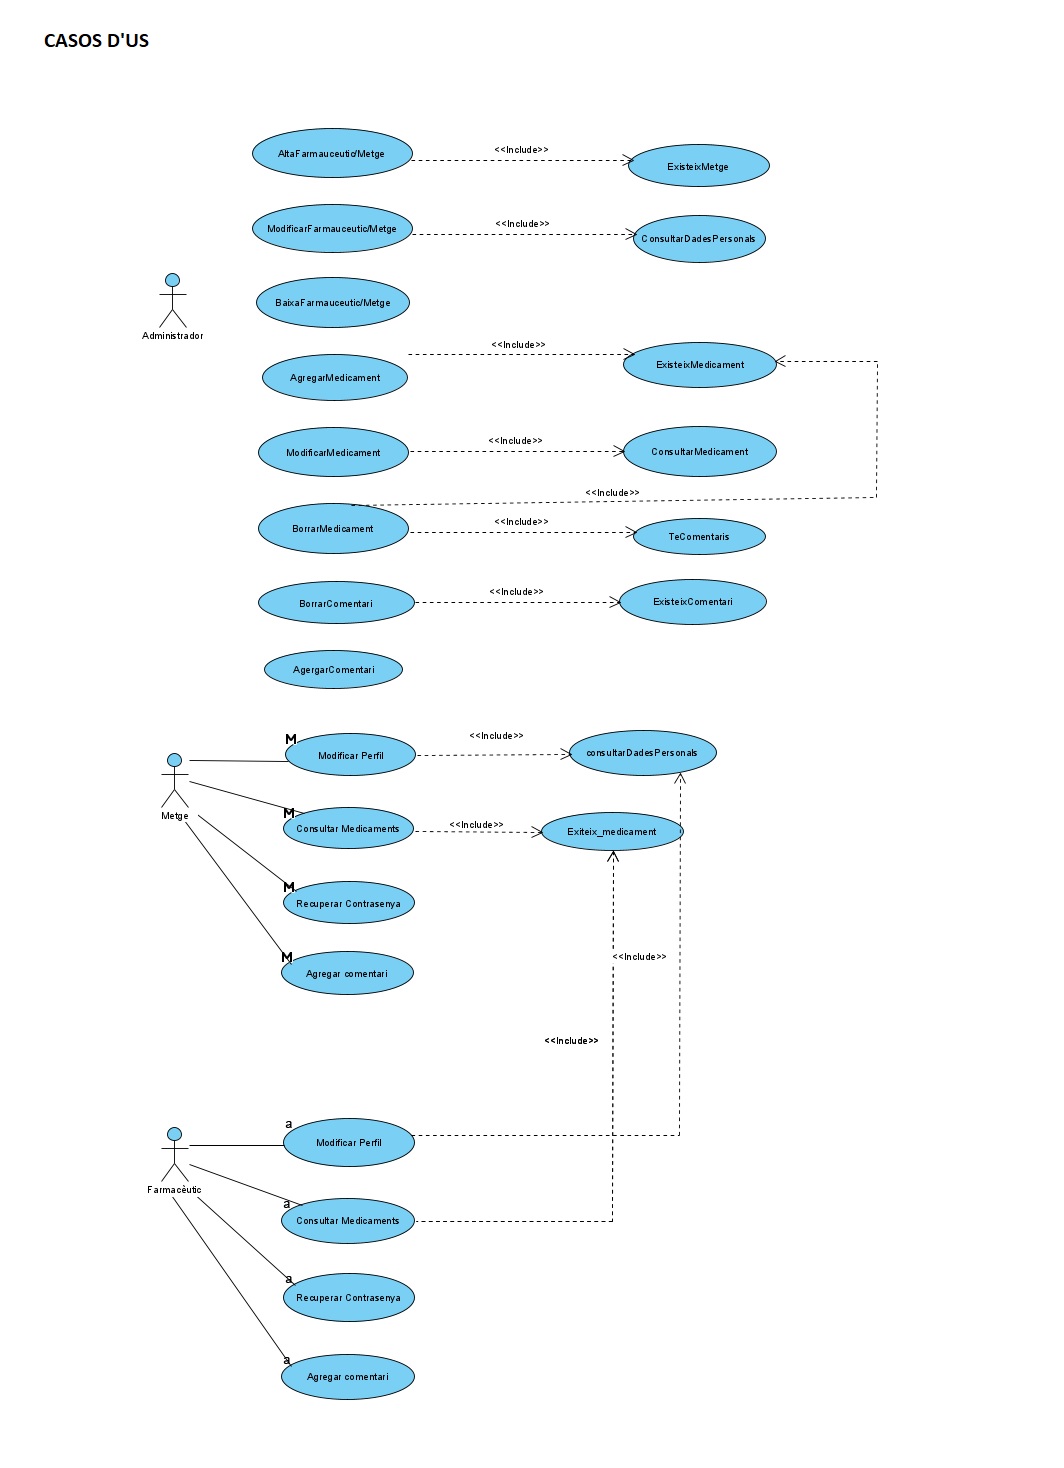 CASOS D'US
AltaFarmauceutic/Metge
<<Include>>
ExisteixMetge
ModificarFarmauceutic/Metge
<<Include>>
ConsultarDadesPersonals
Administrador
BaixaFarmauceutic/Metge
<<Include>>
AgregarMedicament
ExisteixMedicament
ModificarMedicament
<<Include>>
ConsultarMedicament
<<Include>>
BorrarMedicament
<<Include>>
TeComentaris
BorrarComentari
<<Include>>
ExisteixComentari
AgergarComentari
Metge
M
Modificar Perfil
<<Include>>
consultarDadesPersonals
M
Consultar Medicaments
<<Include>>
Exiteix_medicament
M
Recuperar Contrasenya
M
Agregar comentari
<<Include>>
<<Include>>
Farmacèutic
a
Modificar Perfil
a
Consultar Medicaments
a
Recuperar Contrasenya
a
Agregar comentari